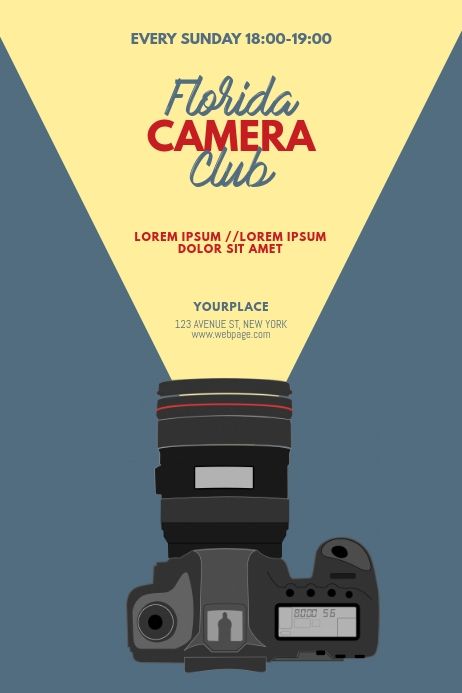 EVERY SUNDAY 18:00-19:00
Florida
CAMERA
Club
LOREM IPSUM //LOREM IPSUM
DOLOR SIT AMET
YOURPLACE
123 AVENUE ST, NEW YORK
www.webpage.com